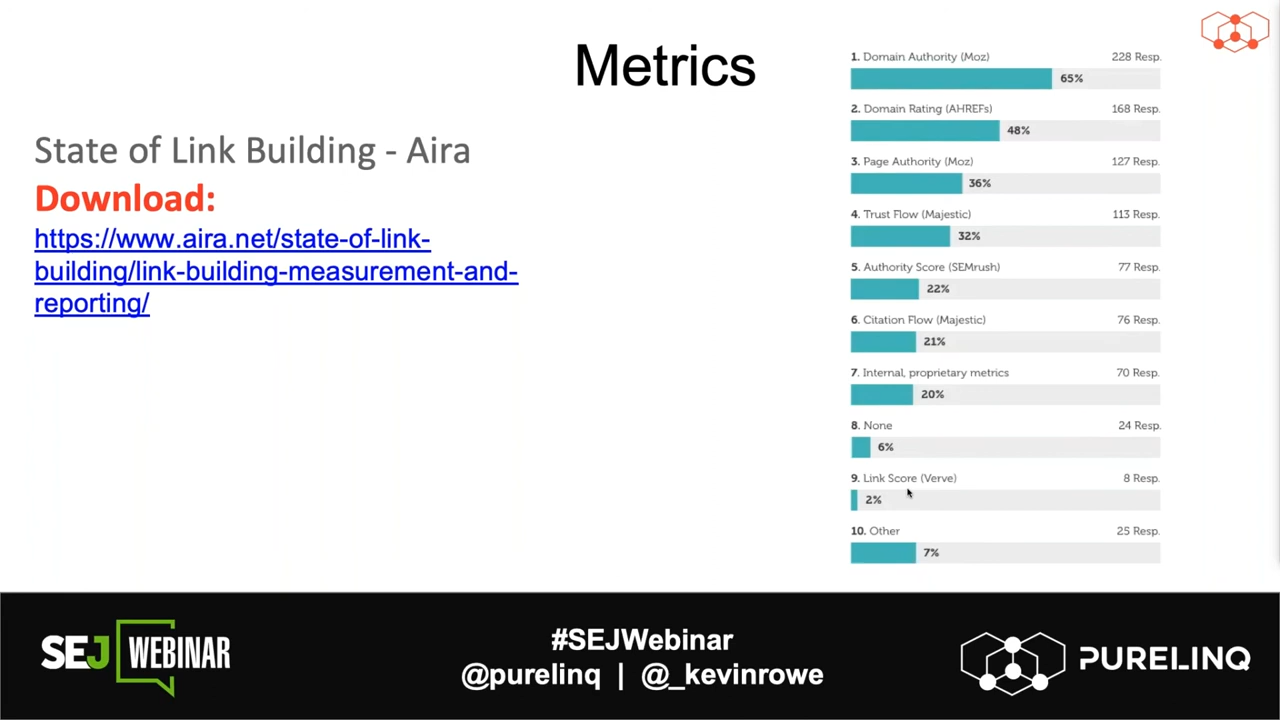 Metrics
State of Link Building - Aira
Download:
https://www.aira.net/state-of-link-
building/link-building-measurement-and-
reporting/
1. Domain Authority (Moz) 228 Resp.
65%
2. Domain Rating (AHREFs) 168 Resp.
48%
3. Page Authority (Moz) 127 Resp.
36%
4. Trust Flow (Majestic) 113 Resp.
32%
5. Authority Score (SEMrush) 77 Resp.
22%
6. Citation Flow (Majestic) 76 Resp.
21%
7. Internal, proprietary metrics 70 Resp.
20%
8. None 24 Resp.
6%
9. Link Score (Verve) 8 Resp.
2%
10. Other 25 Resp.
7%
SEJ WEBINAR
#SEJWebinar
@purelinq | @_kevinrowe
PURELINQ